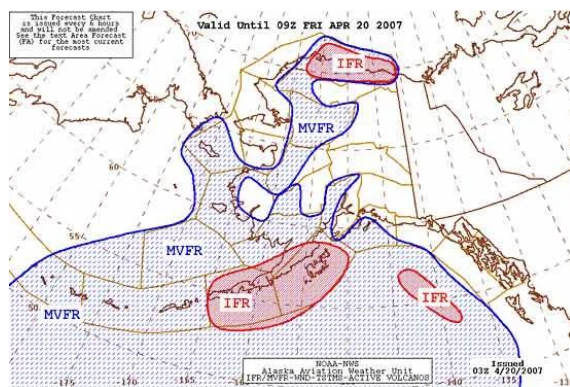 This Forecast Chart
is issued every 6 hours
and will not be amended
See the text Area Forecast
(FA) for the most current
forecasts
Valid Until 09Z FRI APR 20 2007
IFR
MVFR
60
55
MVFR
IFR
IFR
50
MVFR
NOAA-NWS
Alaska Aviation Weather Unit
IFR/MVFR-WND-TSTMS-ACTIVE VOLCANOS
Issued
03Z 4/20/2007
-175
-170
-165
-140